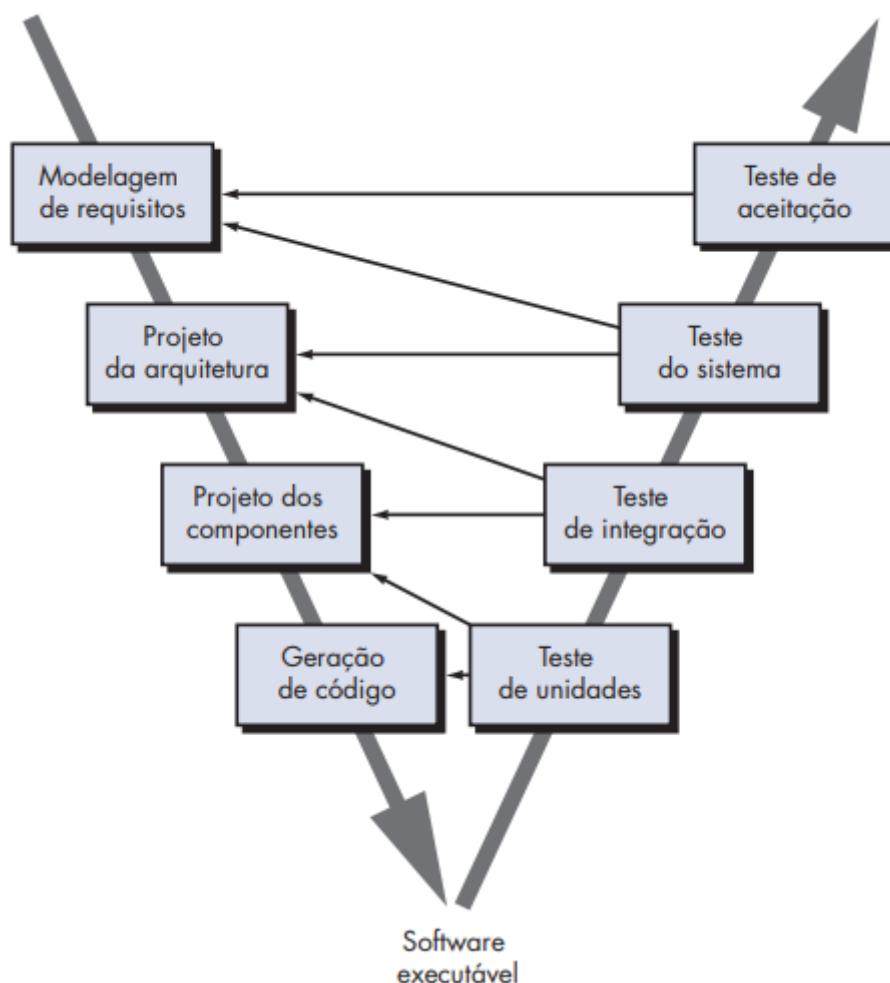 Modelagem
de requisitos
Teste de
aceitação
Projeto
da arquitetura
Teste
do sistema
Projeto dos
componentes
Teste
de integração
Geração
de código
Teste
de unidades
Software
executável